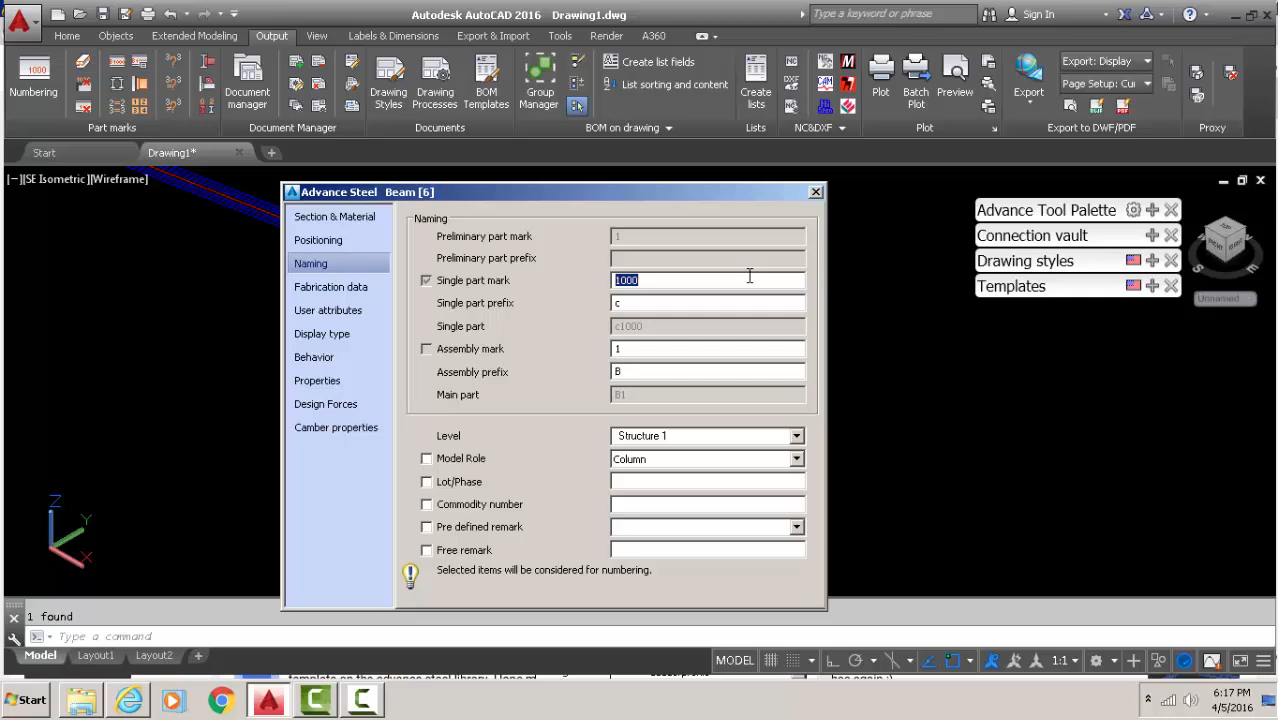 Autodesk AutoCAD 2016 Drawing1.dwg
Type a keyword or phrase
Sign In
Home Objects Extended Modeling Output View Labels & Dimensions Export & Import Tools Render A360
1000
Numbering
Part marks
Document manager
Document Manager
Drawing Styles
Drawing Processes
BOM Templates
Documents
Group Manager
Create list fields
List sorting and content
BOM on drawing
Create lists
Lists
NC
DXF
NC&DXF
Plot
Batch Plot
Preview
Plot
Export
Export: Display
Page Setup: Cui
Export to DWF/PDF
Proxy
Start Drawing1*
[−][SE Isometric][Wireframe]
Advance Steel Beam [6]
Section & Material
Positioning
Naming
Fabrication data
User attributes
Display type
Behavior
Properties
Design Forces
Camber properties
Naming
Preliminary part mark 1
Preliminary part prefix
Single part mark 1000
Single part prefix c
Single part c1000
Assembly mark 1
Assembly prefix B
Main part B1
Level Structure 1
Model Role Column
Lot/Phase
Commodity number
Pre defined remark
Free remark
Selected items will be considered for numbering.
Advance Tool Palette
Connection vault
Drawing styles
Templates
Unnamed
Z
Y
X
1 found
Type a command
Model Layout1 Layout2
MODEL
1:1
Start
6:17 PM
4/5/2016